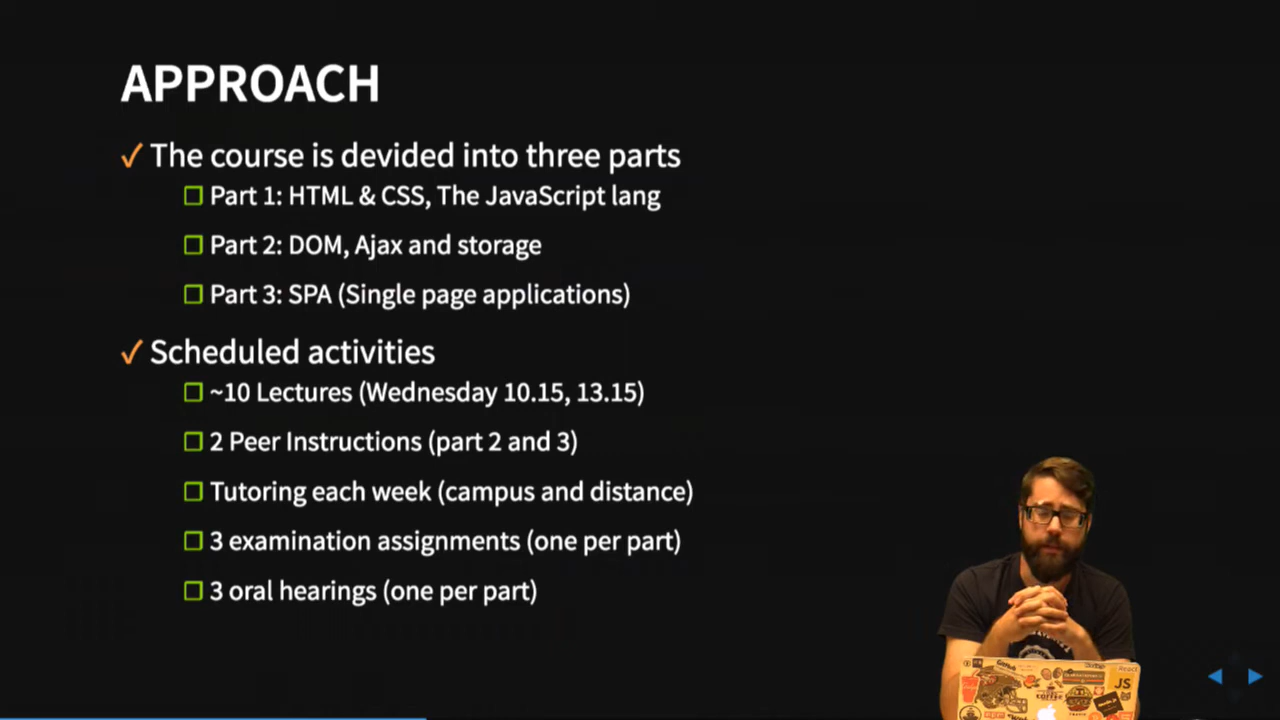 APPROACH
The course is devided into three parts
Part 1: HTML & CSS, The JavaScript lang
Part 2: DOM, Ajax and storage
Part 3: SPA (Single page applications)
Scheduled activities
~10 Lectures (Wednesday 10.15, 13.15)
2 Peer Instructions (part 2 and 3)
Tutoring each week (campus and distance)
3 examination assignments (one per part)
3 oral hearings (one per part)
React
JS